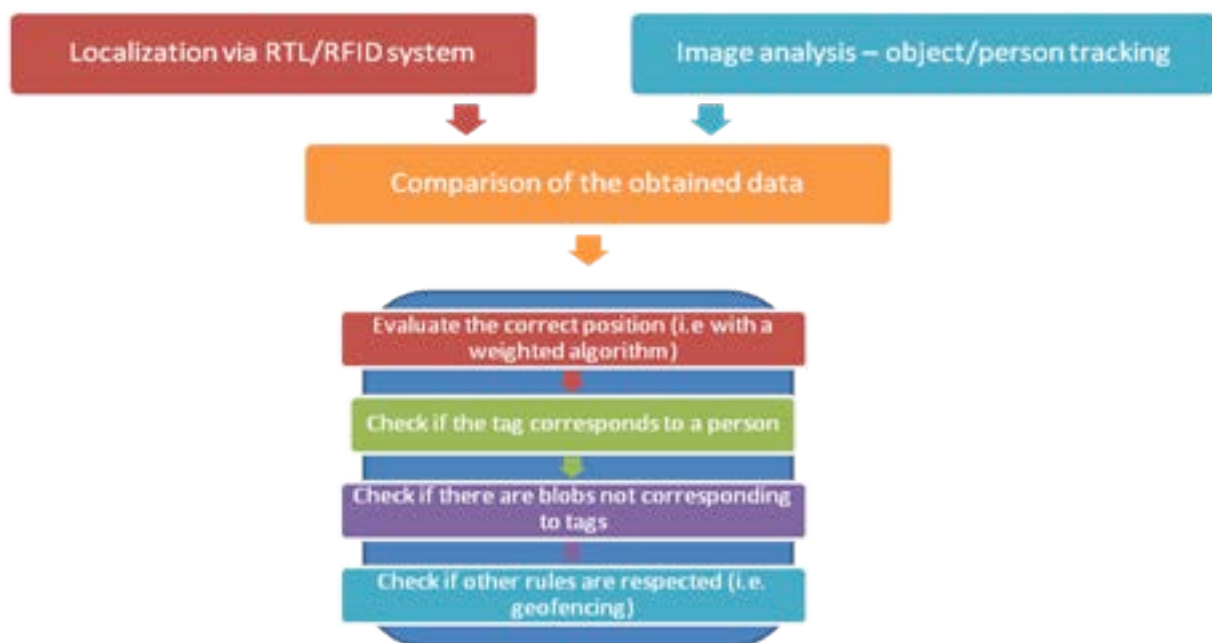 Localization via RTL/RFID system
Image analysis – object/person tracking
Comparison of the obtained data
Evaluate the correct position (i.e with a
weighted algorithm)
Check if the tag corresponds to a person
Check if there are blobs not corresponding
to tags
Check if other rules are respected (i.e.
geofencing)